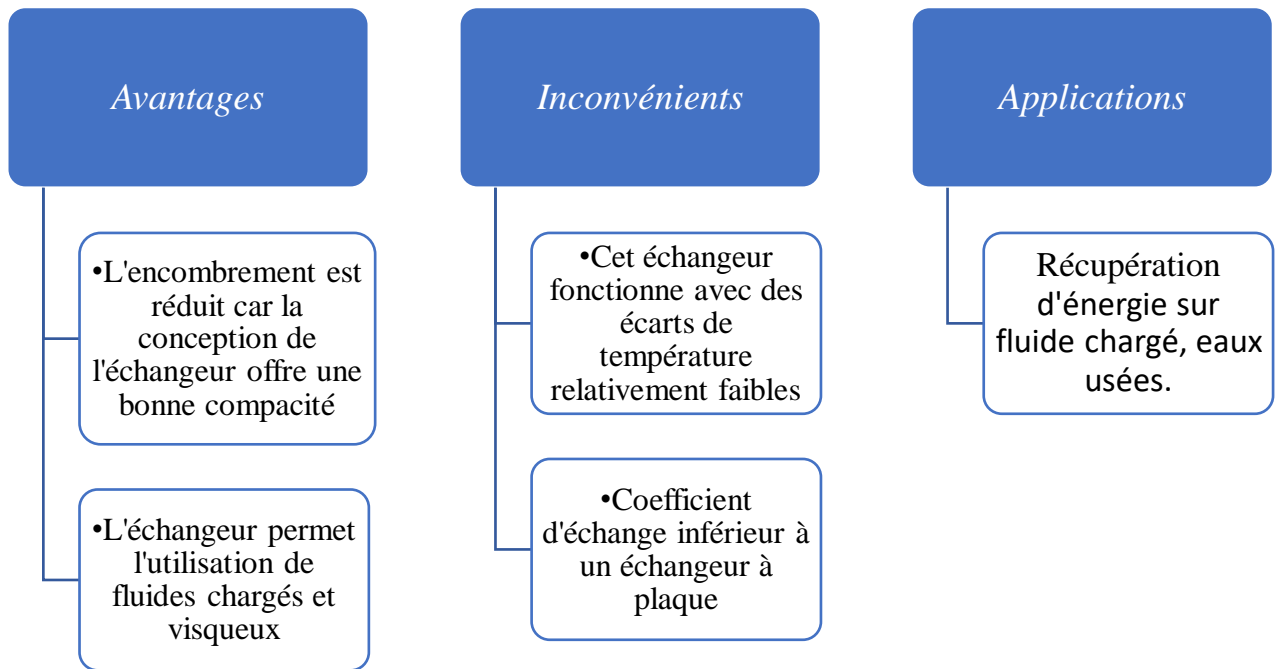 Avantages
•L'encombrement est
réduit car la
conception de
l'échangeur offre une
bonne compacité
•L'échangeur permet
l'utilisation de
fluides chargés et
visqueux
Inconvénients
•Cet échangeur
fonctionne avec des
écarts de
température
relativement faibles
•Coefficient
d'échange inférieur à
un échangeur à
plaque
Applications
Récupération
d'énergie sur
fluide chargé, eaux
usées.